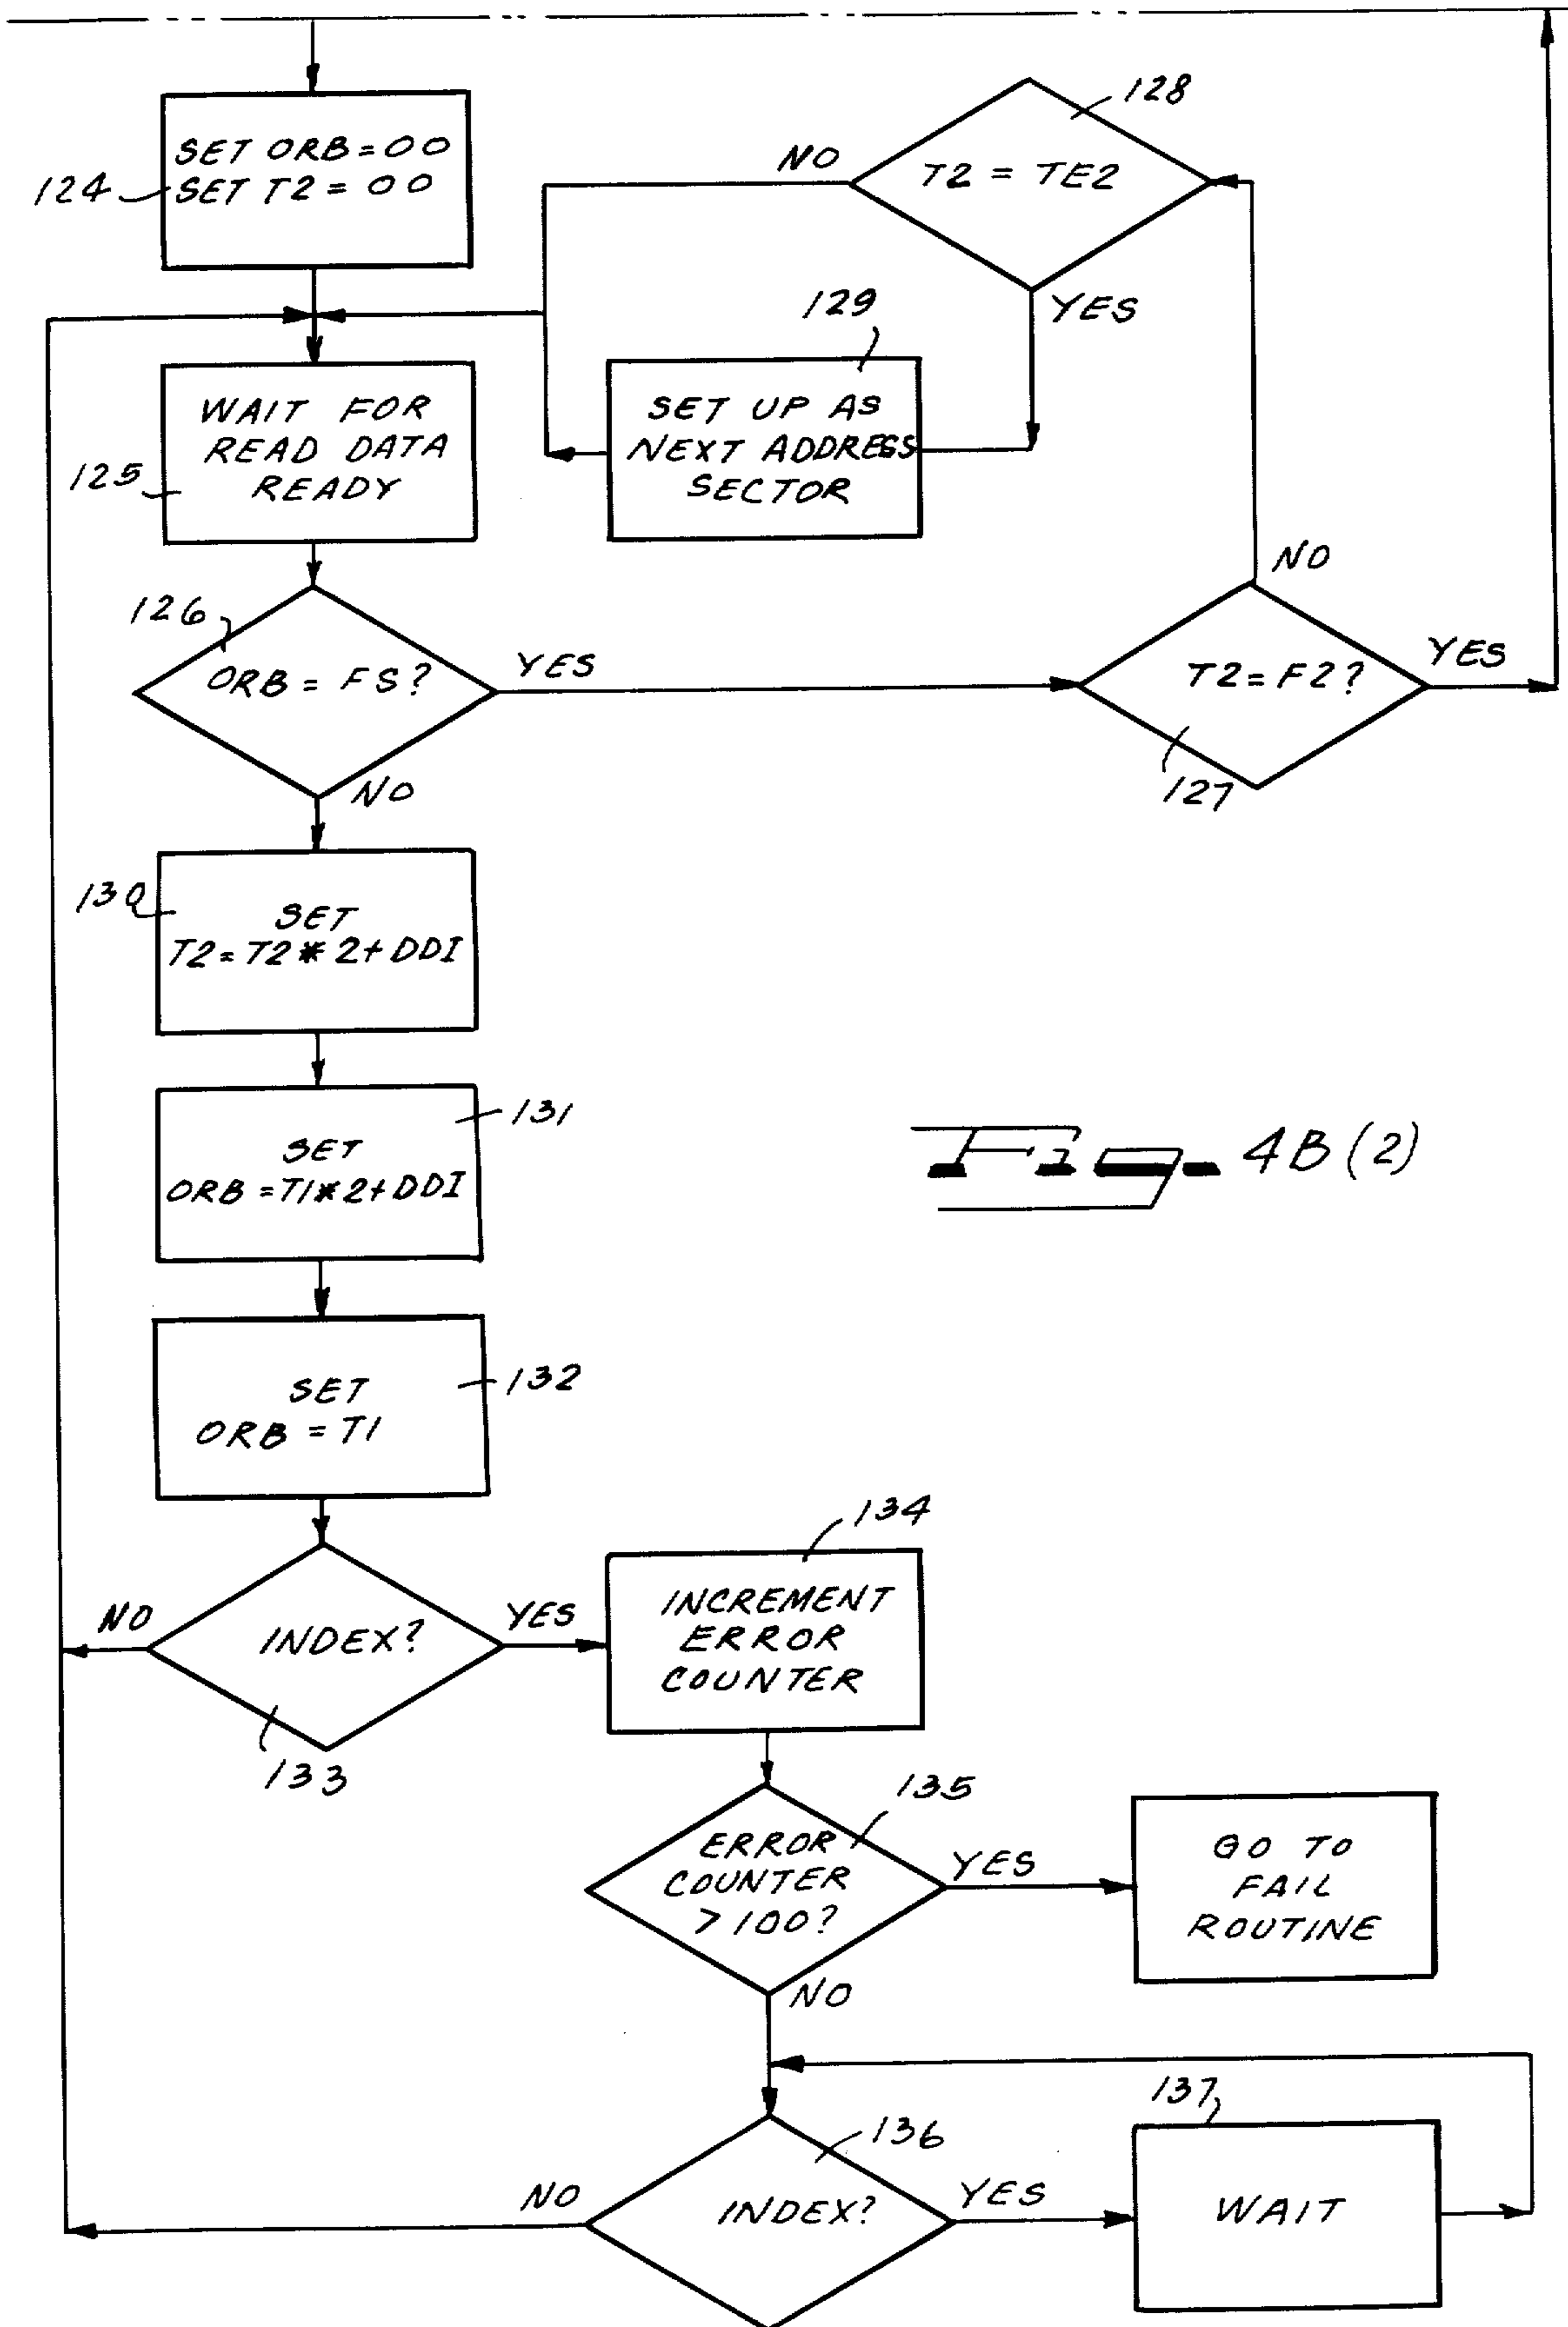 SET ORB = 00
124
SET T2 = 00
128
NO
T2 = TE2
YES
129
WAIT FOR
READ DATA
READY
125
SET UP AS
NEXT ADDRESS
SECTOR
126
ORB = FS?
YES
NO
NO
T2 = F2?
YES
127
130
SET
T2 = T2 * 2 + DDI
131
SET
ORB = T1 * 2 + DDI
Fig. 4B (2)
132
SET
ORB = T1
NO
INDEX?
YES
133
134
INCREMENT
ERROR
COUNTER
135
ERROR
COUNTER
> 100?
YES
NO
GO TO
FAIL
ROUTINE
136
NO
INDEX?
YES
137
WAIT